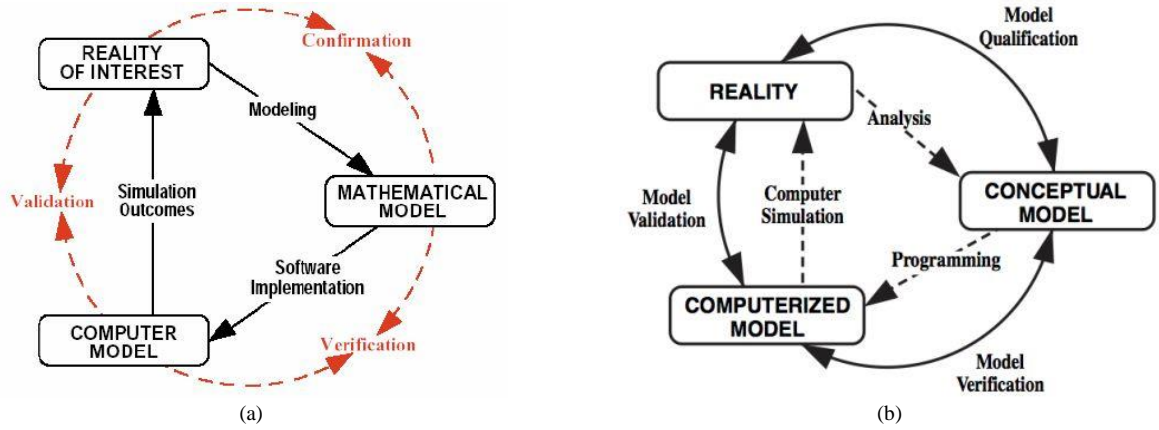 REALITY
OF INTEREST
Confirmation
Modeling
Validation
Simulation
Outcomes
MATHEMATICAL
MODEL
Software
Implementation
COMPUTER
MODEL
Verification
(a)
Model
Qualification
REALITY
Analysis
Model
Validation
Computer
Simulation
CONCEPTUAL
MODEL
Programming
COMPUTERIZED
MODEL
Model
Verification
(b)